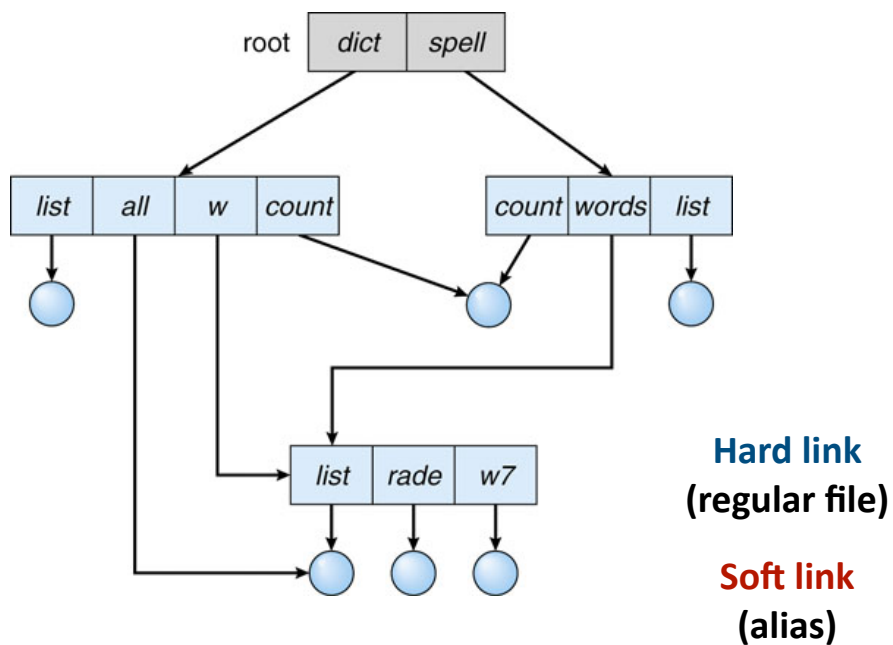 root dict spell
list all w count count words list
list rade w7
Hard link
(regular file)
Soft link
(alias)